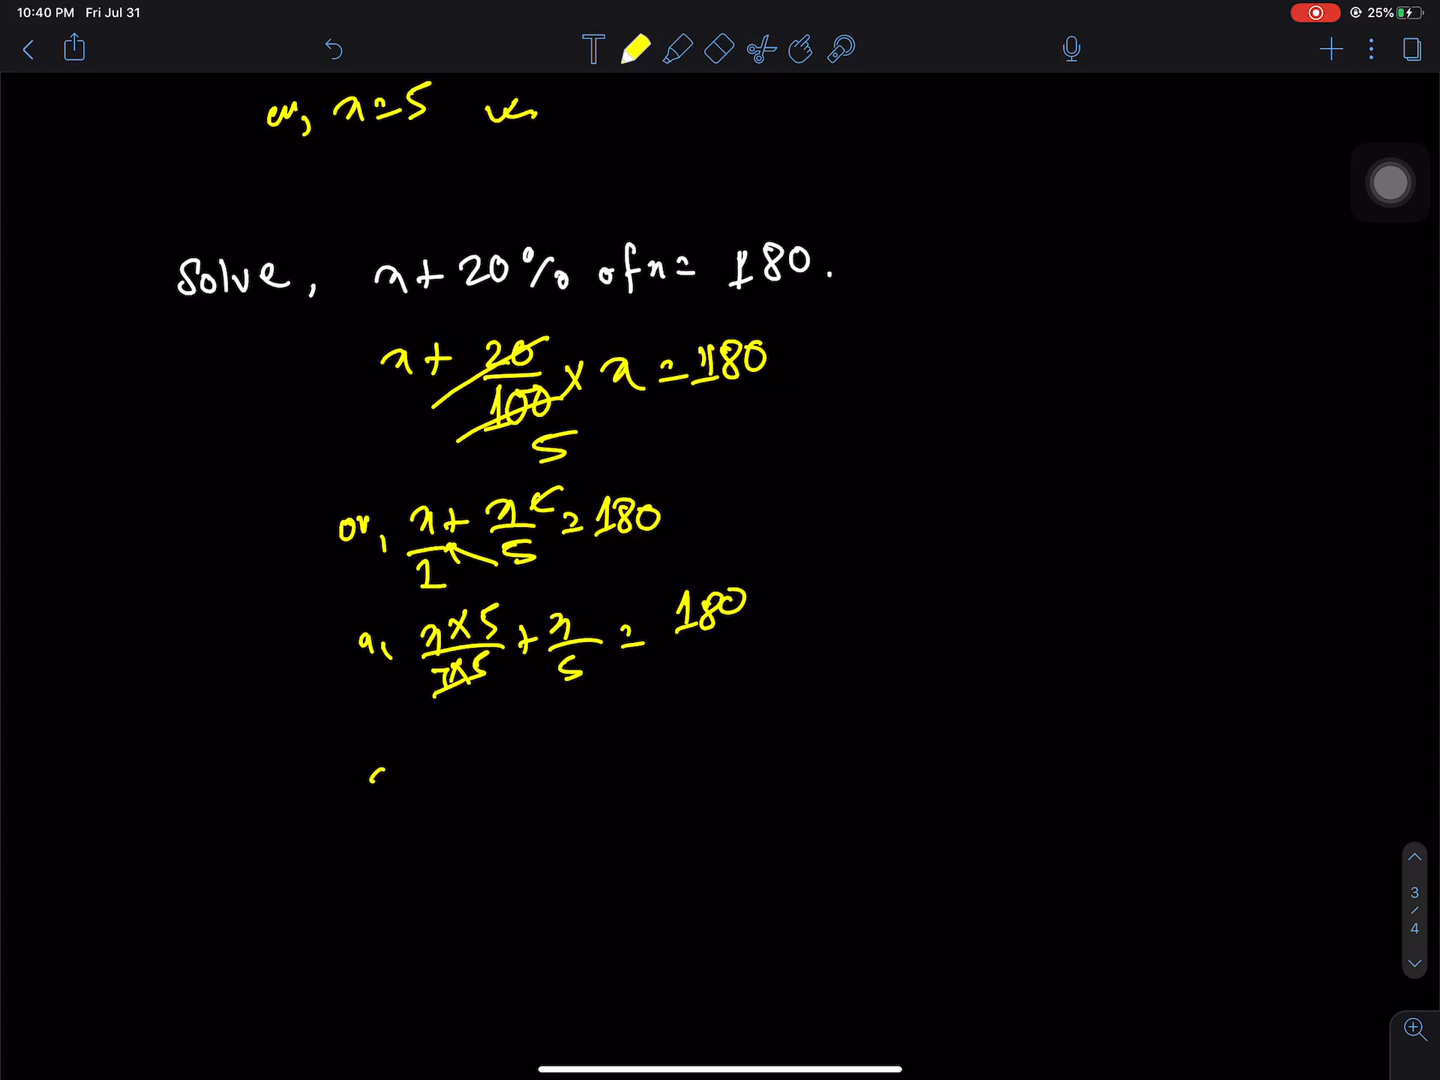 10:40 PM Fri Jul 31
25%
T
or, x = 5
Solve, x + 20% of x = 180.
x + 20/100 × x = 180
5
or, x/1 + x/5 = 180
or, x×5/1×5 + x/5 = 180
3
/
4